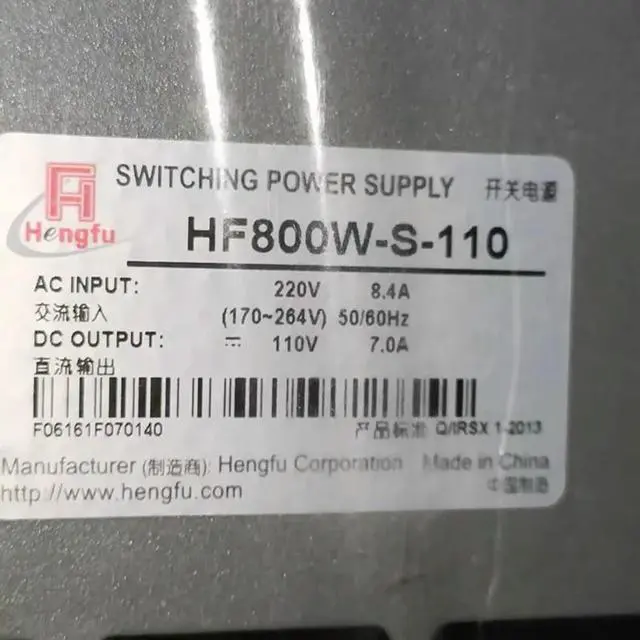 Hengfu
SWITCHING POWER SUPPLY 开关电源
HF800W-S-110
AC INPUT: 220V 8.4A
交流输入 (170~264V) 50/60Hz
DC OUTPUT: ⎓ 110V 7.0A
直流输出
F06161F070140 产品标准 Q/IRSX 1-2013
Manufacturer (制造商): Hengfu Corporation Made in China
http://www.hengfu.com 中国制造